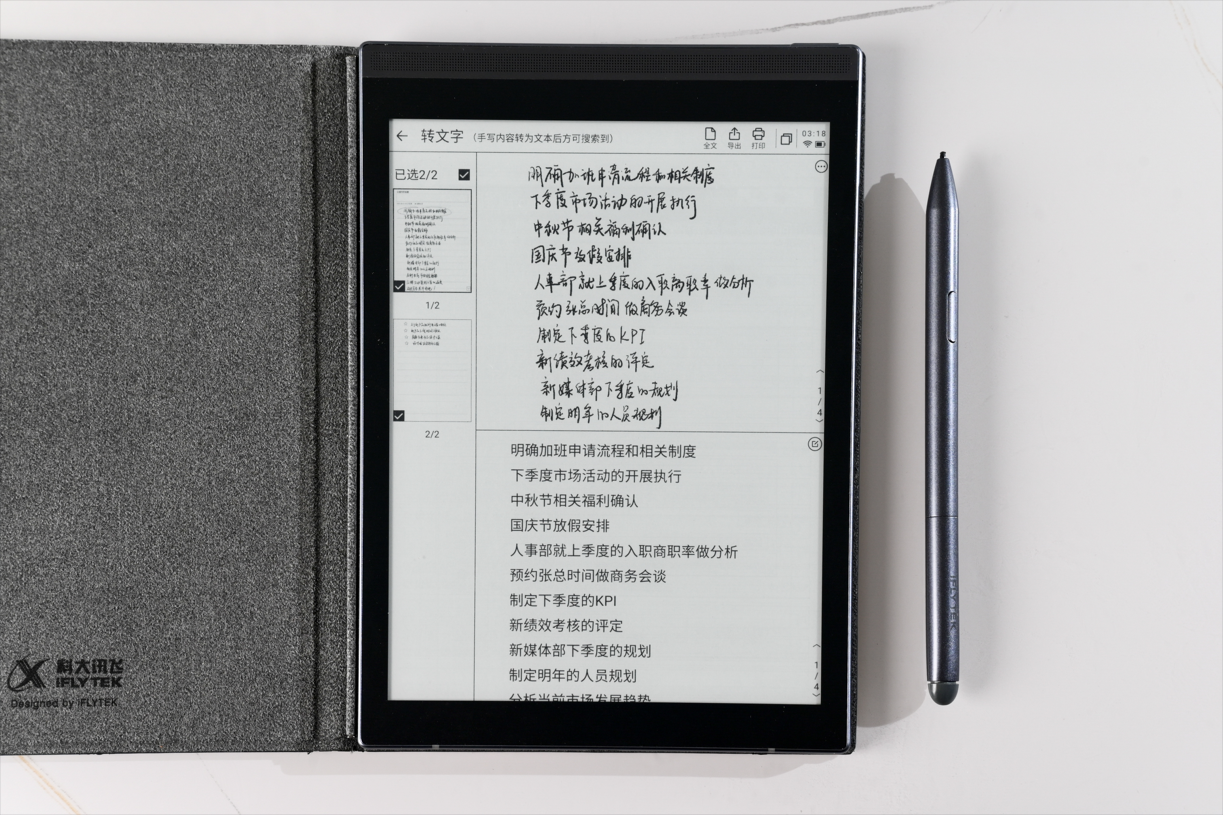 转文字 (手写内容转为文本后方可搜索到)
全文 导出 打印
03:18
已选2/2
1/2
2/2
明确加班申请流程和相关制度
下季度市场活动的开展执行
中秋节相关福利确认
国庆节放假安排
人事部就上季度的入职离职率做分析
预约张总时间做商务会谈
制定下季度的KPI
新绩效考核的评定
新媒体部下季度的规划
制定明年的人员规划
1
/
4
明确加班申请流程和相关制度
下季度市场活动的开展执行
中秋节相关福利确认
国庆节放假安排
人事部就上季度的入职商职率做分析
预约张总时间做商务会谈
制定下季度的KPI
新绩效考核的评定
新媒体部下季度的规划
制定明年的人员规划
分析当前市场发展趋势
1
/
4
科大讯飞
iFLYTEK
Designed by iFLYTEK
iFLYTEK